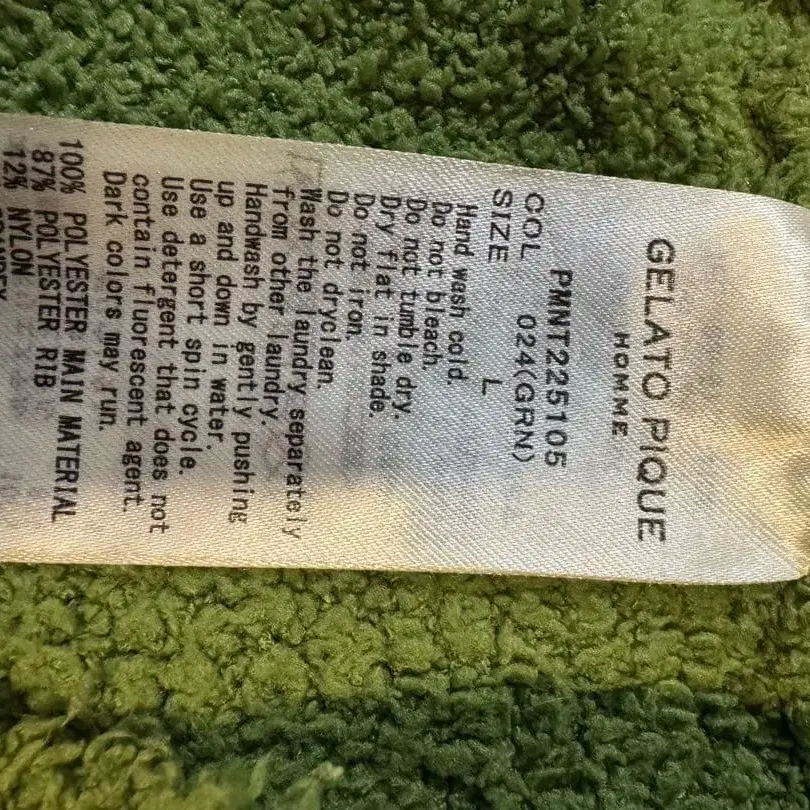 GELATO PIQUE
HOMME
PMNT225105
COL 024(GRN)
SIZE L
Hand wash cold.
Do not bleach.
Do not tumble dry.
Dry flat in shade.
Do not iron.
Do not dryclean.
Wash the laundry separately
from other laundry.
Handwash by gently pushing
up and down in water.
Use a short spin cycle.
Use detergent that does not
contain fluorescent agent.
Dark colors may run.
100% POLYESTER MAIN MATERIAL
87% POLYESTER RIB
12% NYLON